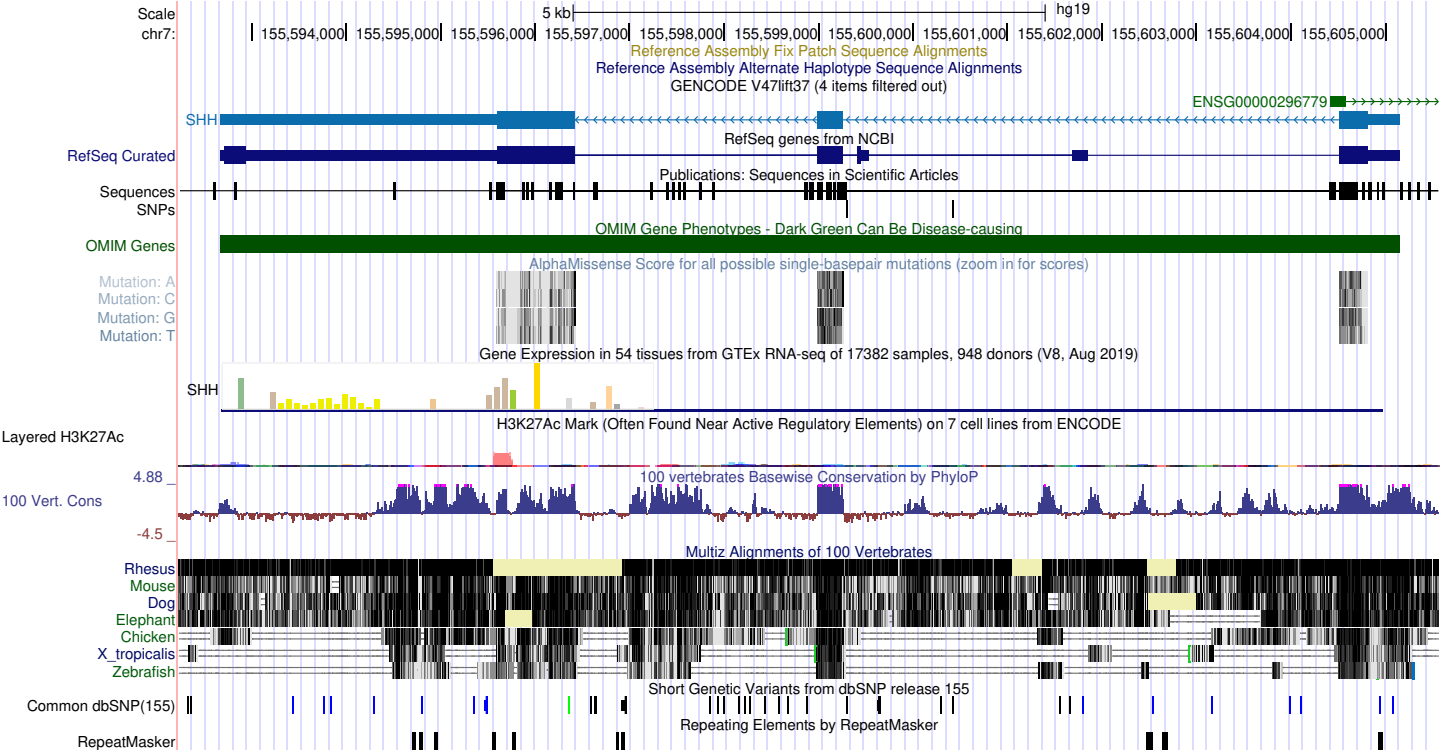 Scale 5 kb hg19
chr7: 155,594,000 155,595,000 155,596,000 155,597,000 155,598,000 155,599,000 155,600,000 155,601,000 155,602,000 155,603,000 155,604,000 155,605,000
Reference Assembly Fix Patch Sequence Alignments
Reference Assembly Alternate Haplotype Sequence Alignments
GENCODE V47lift37 (4 items filtered out)
ENSG00000296779
SHH
RefSeq genes from NCBI
RefSeq Curated
Publications: Sequences in Scientific Articles
Sequences
SNPs
OMIM Gene Phenotypes - Dark Green Can Be Disease-causing
OMIM Genes
AlphaMissense Score for all possible single-basepair mutations (zoom in for scores)
Mutation: A
Mutation: C
Mutation: G
Mutation: T
Gene Expression in 54 tissues from GTEx RNA-seq of 17382 samples, 948 donors (V8, Aug 2019)
SHH
H3K27Ac Mark (Often Found Near Active Regulatory Elements) on 7 cell lines from ENCODE
Layered H3K27Ac
4.88 _
100 vertebrates Basewise Conservation by PhyloP
100 Vert. Cons
-4.5 _
Multiz Alignments of 100 Vertebrates
Rhesus
Mouse
Dog
Elephant
Chicken
X_tropicalis
Zebrafish
Short Genetic Variants from dbSNP release 155
Common dbSNP(155)
Repeating Elements by RepeatMasker
RepeatMasker